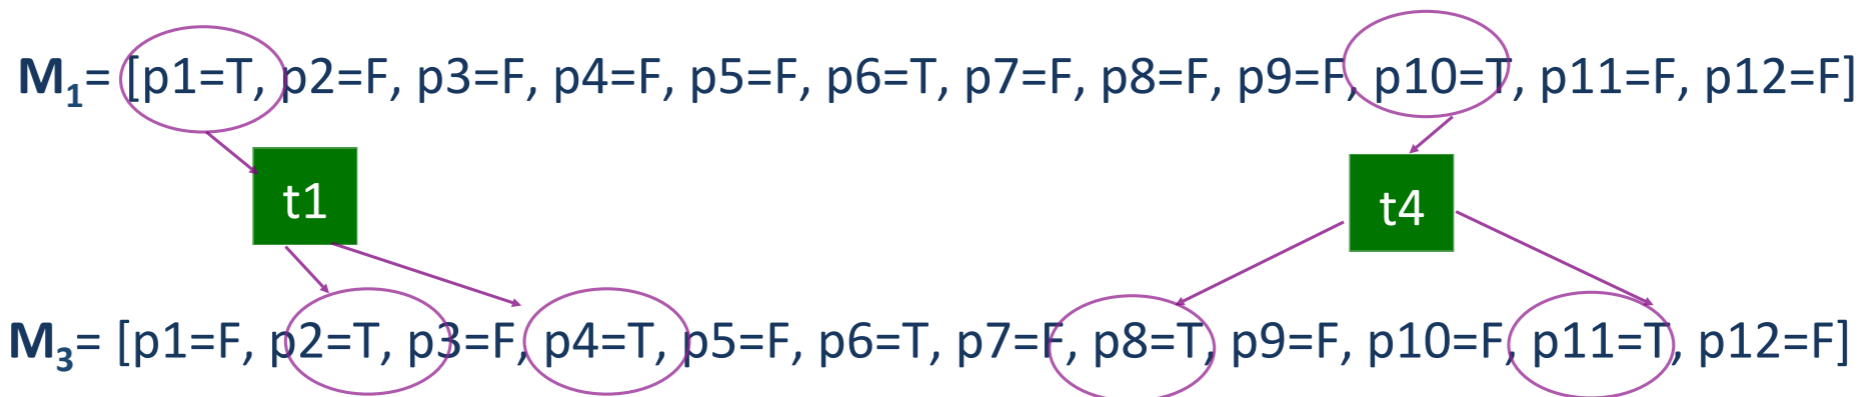 M1= [p1=T, p2=F, p3=F, p4=F, p5=F, p6=T, p7=F, p8=F, p9=F, p10=T, p11=F, p12=F]
t1
t4
M3= [p1=F, p2=T, p3=F, p4=T, p5=F, p6=T, p7=F, p8=T, p9=F, p10=F, p11=T, p12=F]